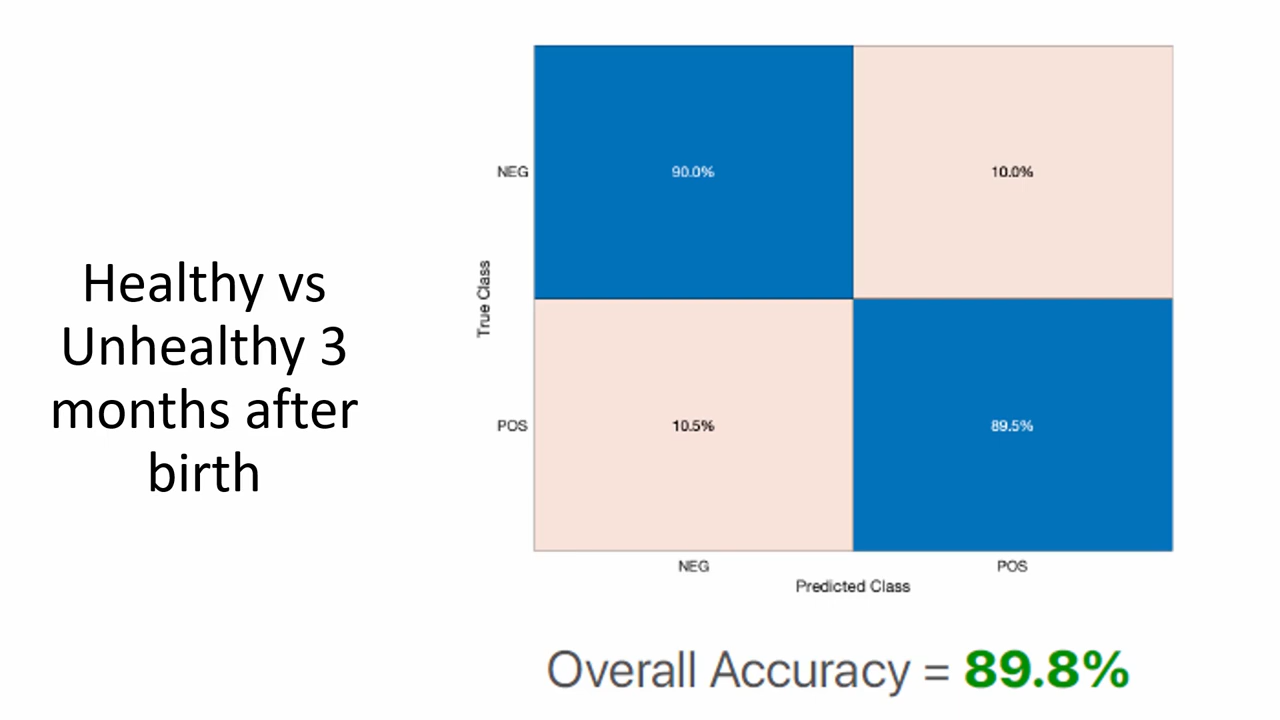 Healthy vs
Unhealthy 3
months after
birth
True Class
NEG
90.0%
10.0%
POS
10.5%
89.5%
NEG
POS
Predicted Class
Overall Accuracy = 89.8%